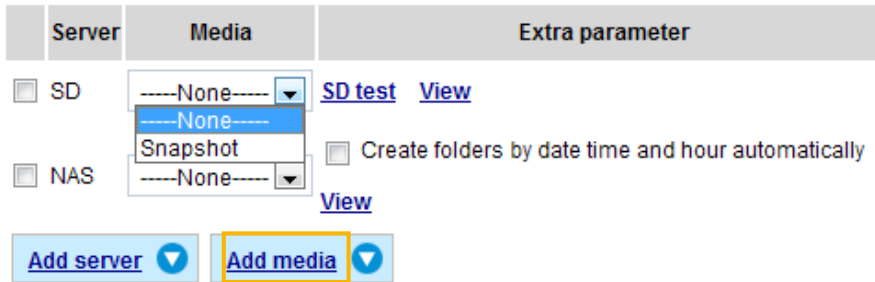 Server Media Extra parameter
SD -----None----- SD test View
-----None-----
Snapshot
Create folders by date time and hour automatically
NAS -----None-----
View
Add server Add media